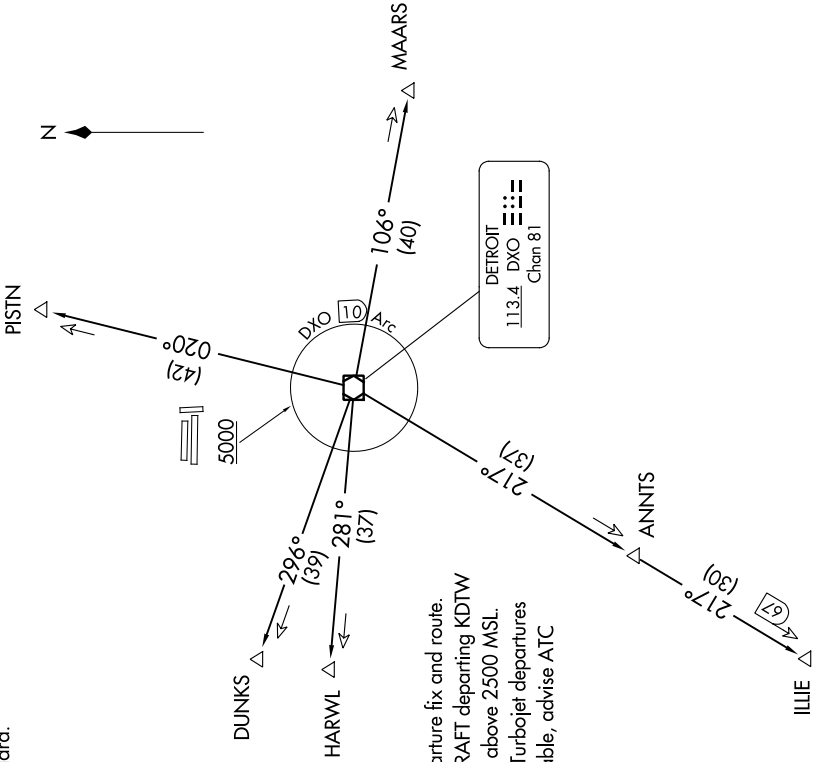 ard.
N
PISTN
020°
(42)
5000
DXO 10 Arc
MAARS
106°
(40)
DETROIT
113.4 DXO
Chan 81
296°
(39)
DUNKS
281°
(37)
HARWL
217°
(37)
ANNTS
217°
(30)
67
ILLIE
arture fix and route.
RAFT departing KDTW
above 2500 MSL.
Turbojet departures
able, advise ATC